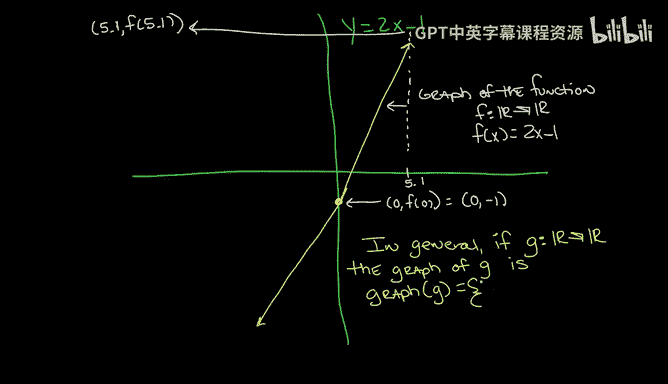 (5.1, f(5.1))
y = 2x-1
GPT中英字幕课程资源
bilibili
GRAPH of the function
f: ℝ → ℝ
f(x) = 2x-1
5.1
(0, f(0)) = (0, -1)
In general, if g: ℝ → ℝ
the graph of g is
graph(g) = {